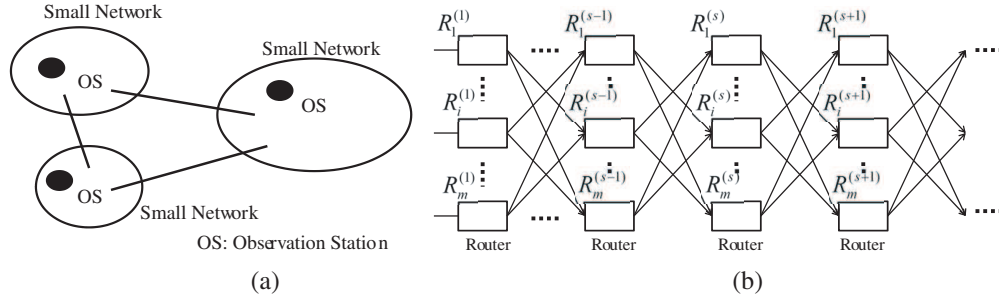 Small Network
OS
Small Network
OS
OS
Small Network
OS: Observation Station
(a)
R_1^{(1)} R_1^{(s-1)} R_1^{(s)} R_1^{(s+1)}
R_i^{(1)} R_i^{(s-1)} R_i^{(s)} R_i^{(s+1)}
R_m^{(1)} R_m^{(s-1)} R_m^{(s)} R_m^{(s+1)}
Router Router Router Router
(b)